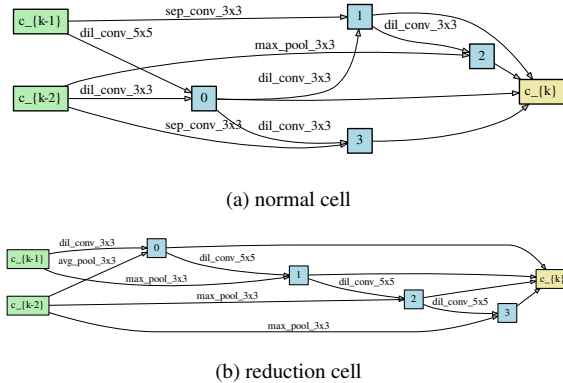 sep_conv_3x3
c_{k-1}
1
dil_conv_5x5
dil_conv_3x3
max_pool_3x3
2
c_{k-2}
dil_conv_3x3
0
dil_conv_3x3
c_{k}
sep_conv_3x3
dil_conv_3x3
3
(a) normal cell
dil_conv_3x3
0
c_{k-1}
avg_pool_3x3
dil_conv_5x5
max_pool_3x3
1
c_{k}
dil_conv_5x5
c_{k-2}
max_pool_3x3
2
dil_conv_5x5
3
max_pool_3x3
(b) reduction cell